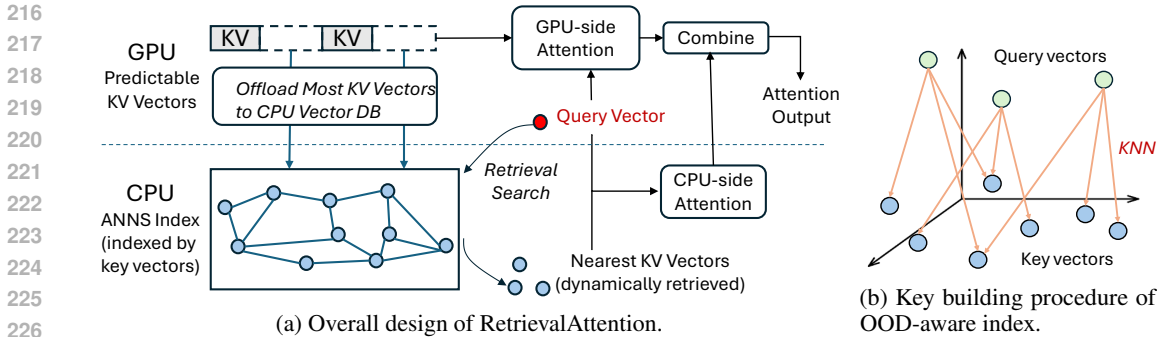 216
217
218
219
220
221
222
223
224
225
226
GPU
Predictable
KV Vectors
KV
KV
Offload Most KV Vectors
to CPU Vector DB
GPU-side
Attention
Combine
Attention
Output
Query Vector
Retrieval
Search
CPU
ANNS Index
(indexed by
key vectors)
CPU-side
Attention
Nearest KV Vectors
(dynamically retrieved)
(a) Overall design of RetrievalAttention.
Query vectors
KNN
Key vectors
(b) Key building procedure of
OOD-aware index.